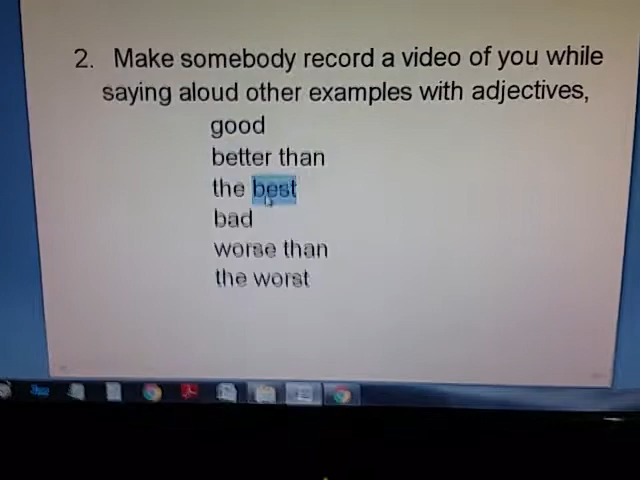 2. Make somebody record a video of you while
saying aloud other examples with adjectives,
good
better than
the best
bad
worse than
the worst